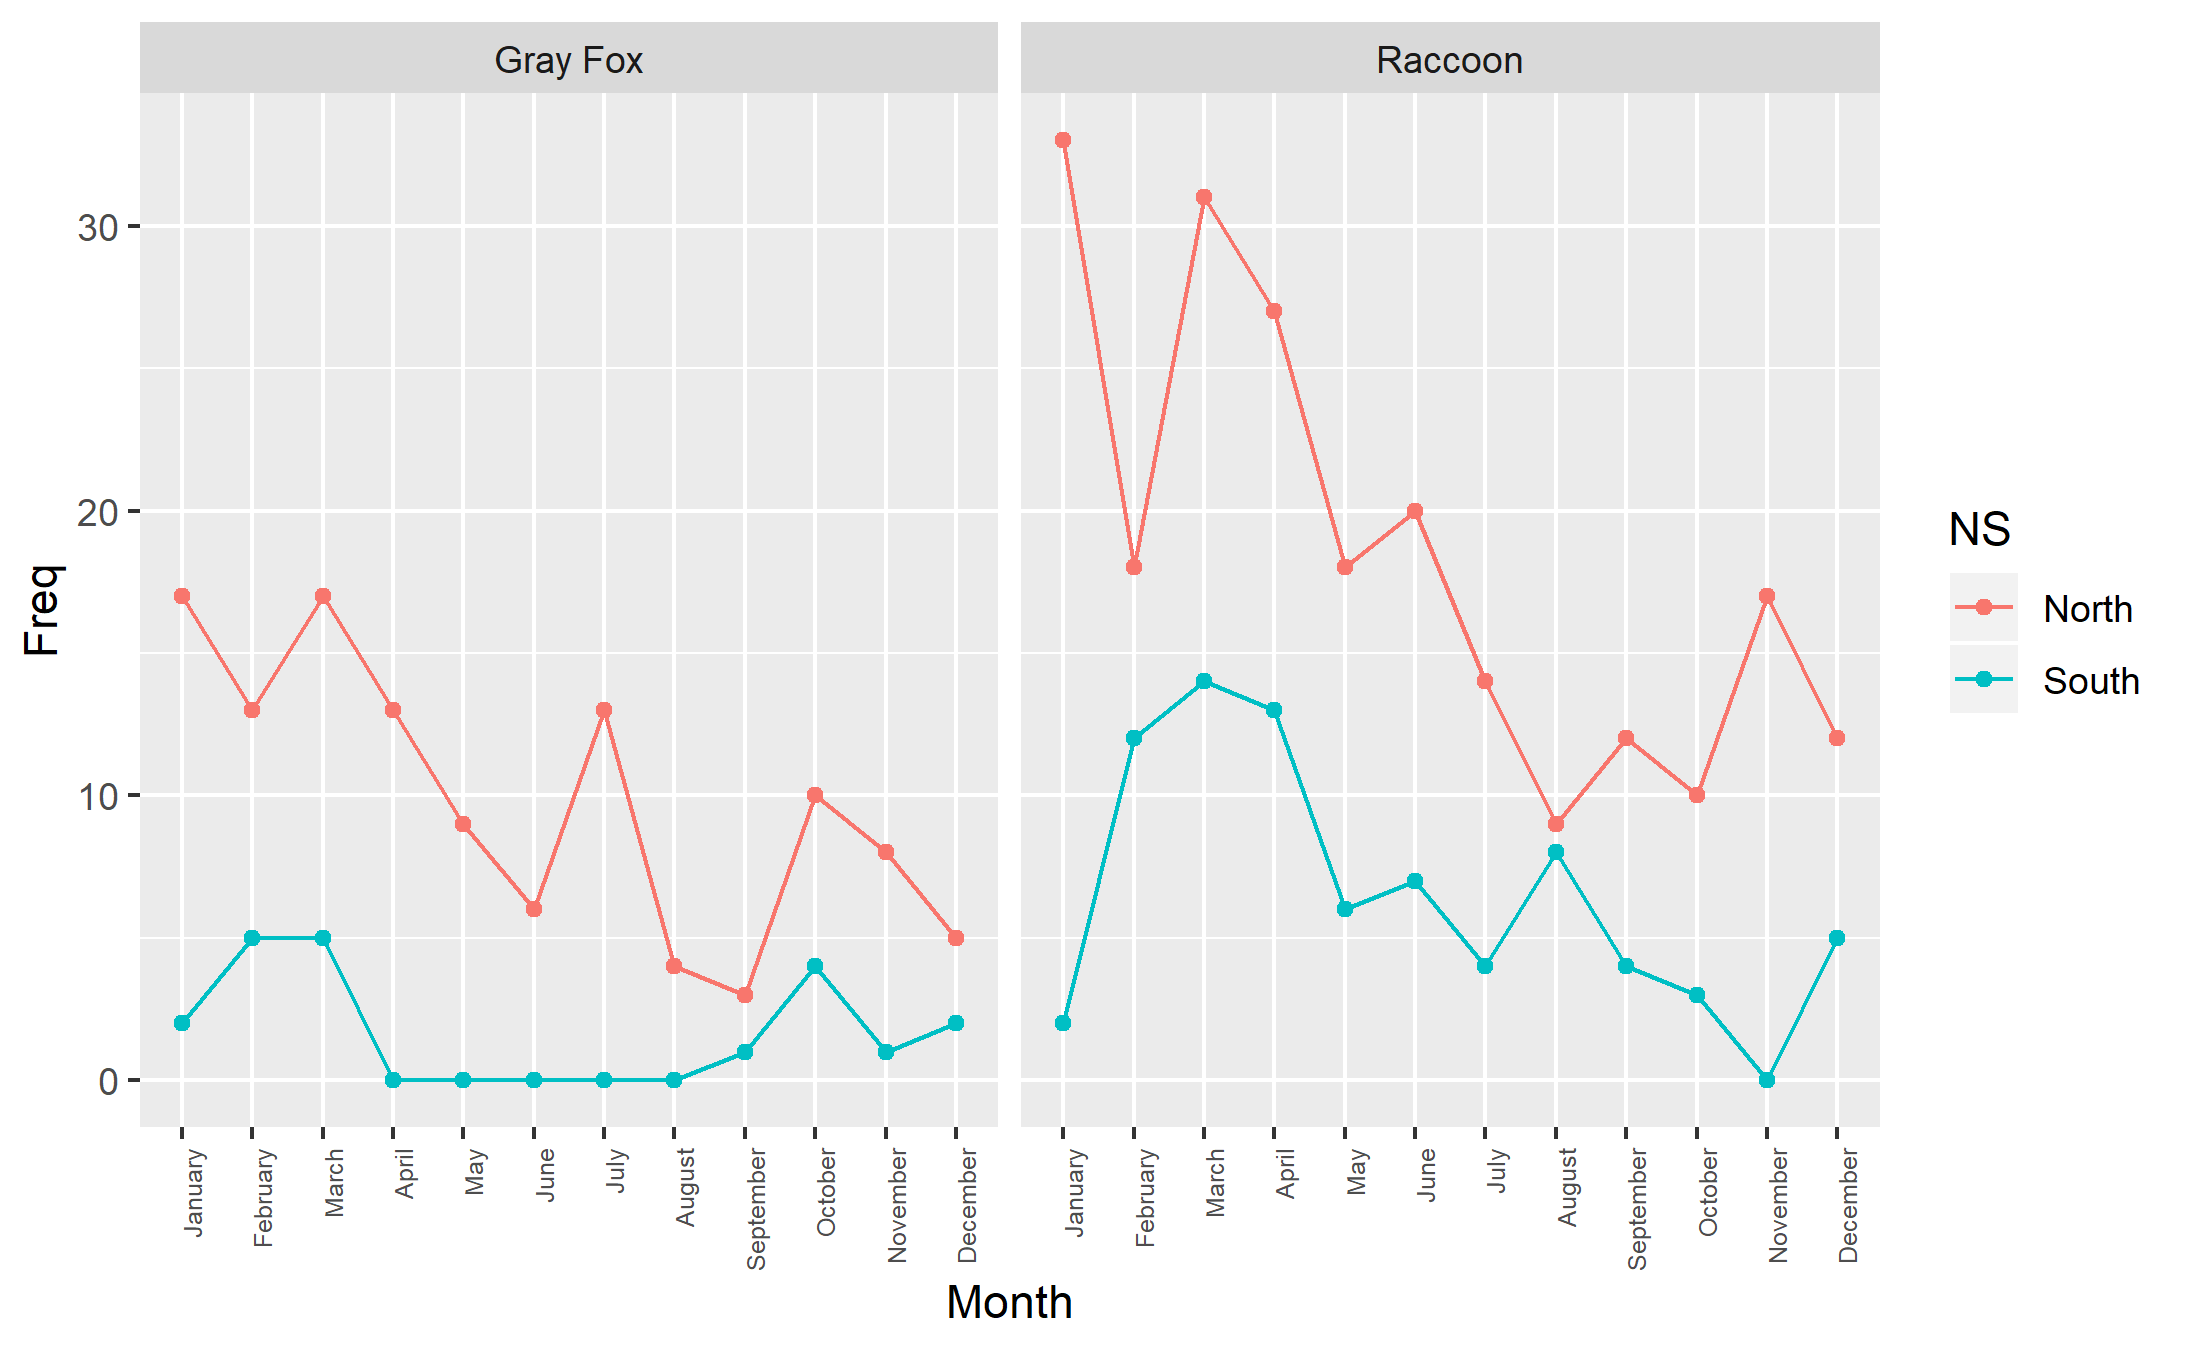 Gray Fox
Raccoon
30
20
10
0
Freq
January
February
March
April
May
June
July
August
September
October
November
December
January
February
March
April
May
June
July
August
September
October
November
December
Month
NS
North
South